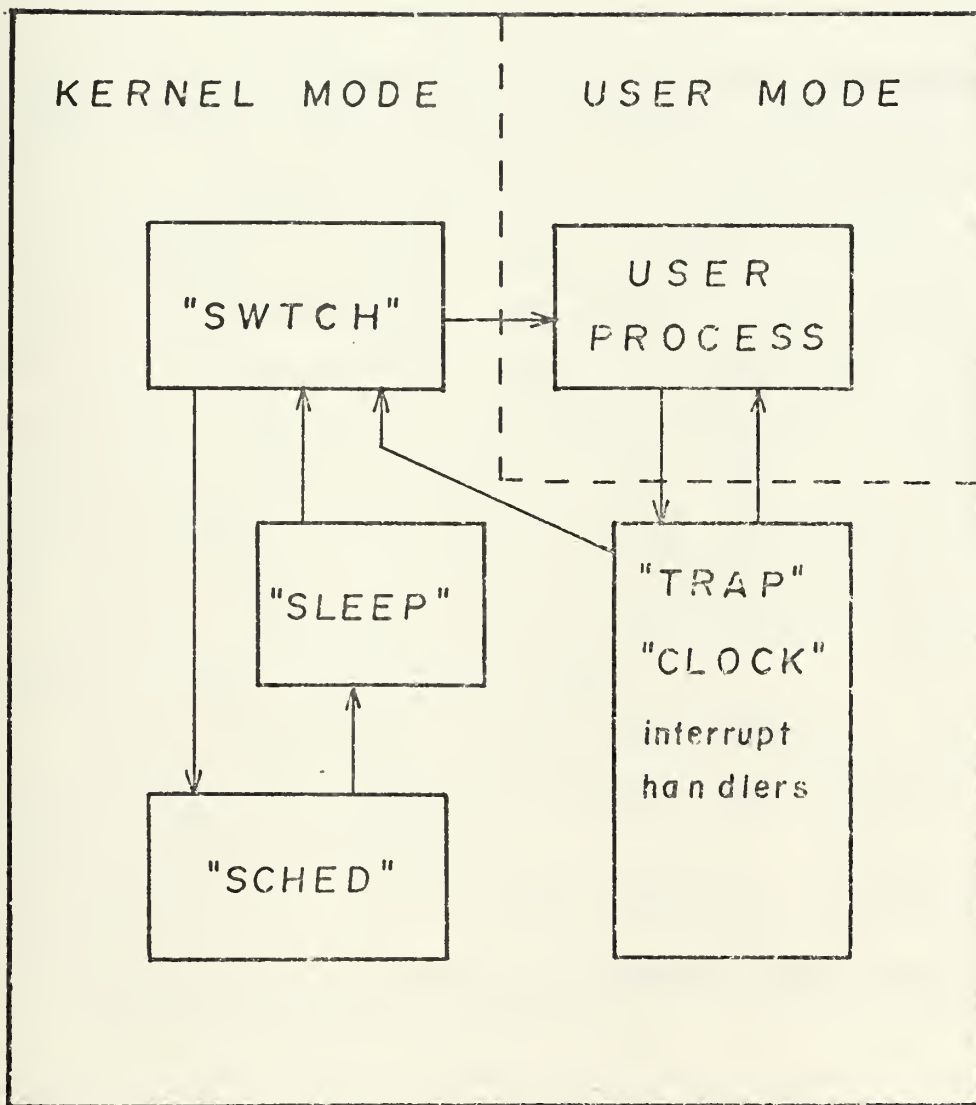 KERNEL MODE
USER MODE
"SWTCH"
USER
PROCESS
"SLEEP"
"TRAP"
"CLOCK"
interrupt
handlers
"SCHED"